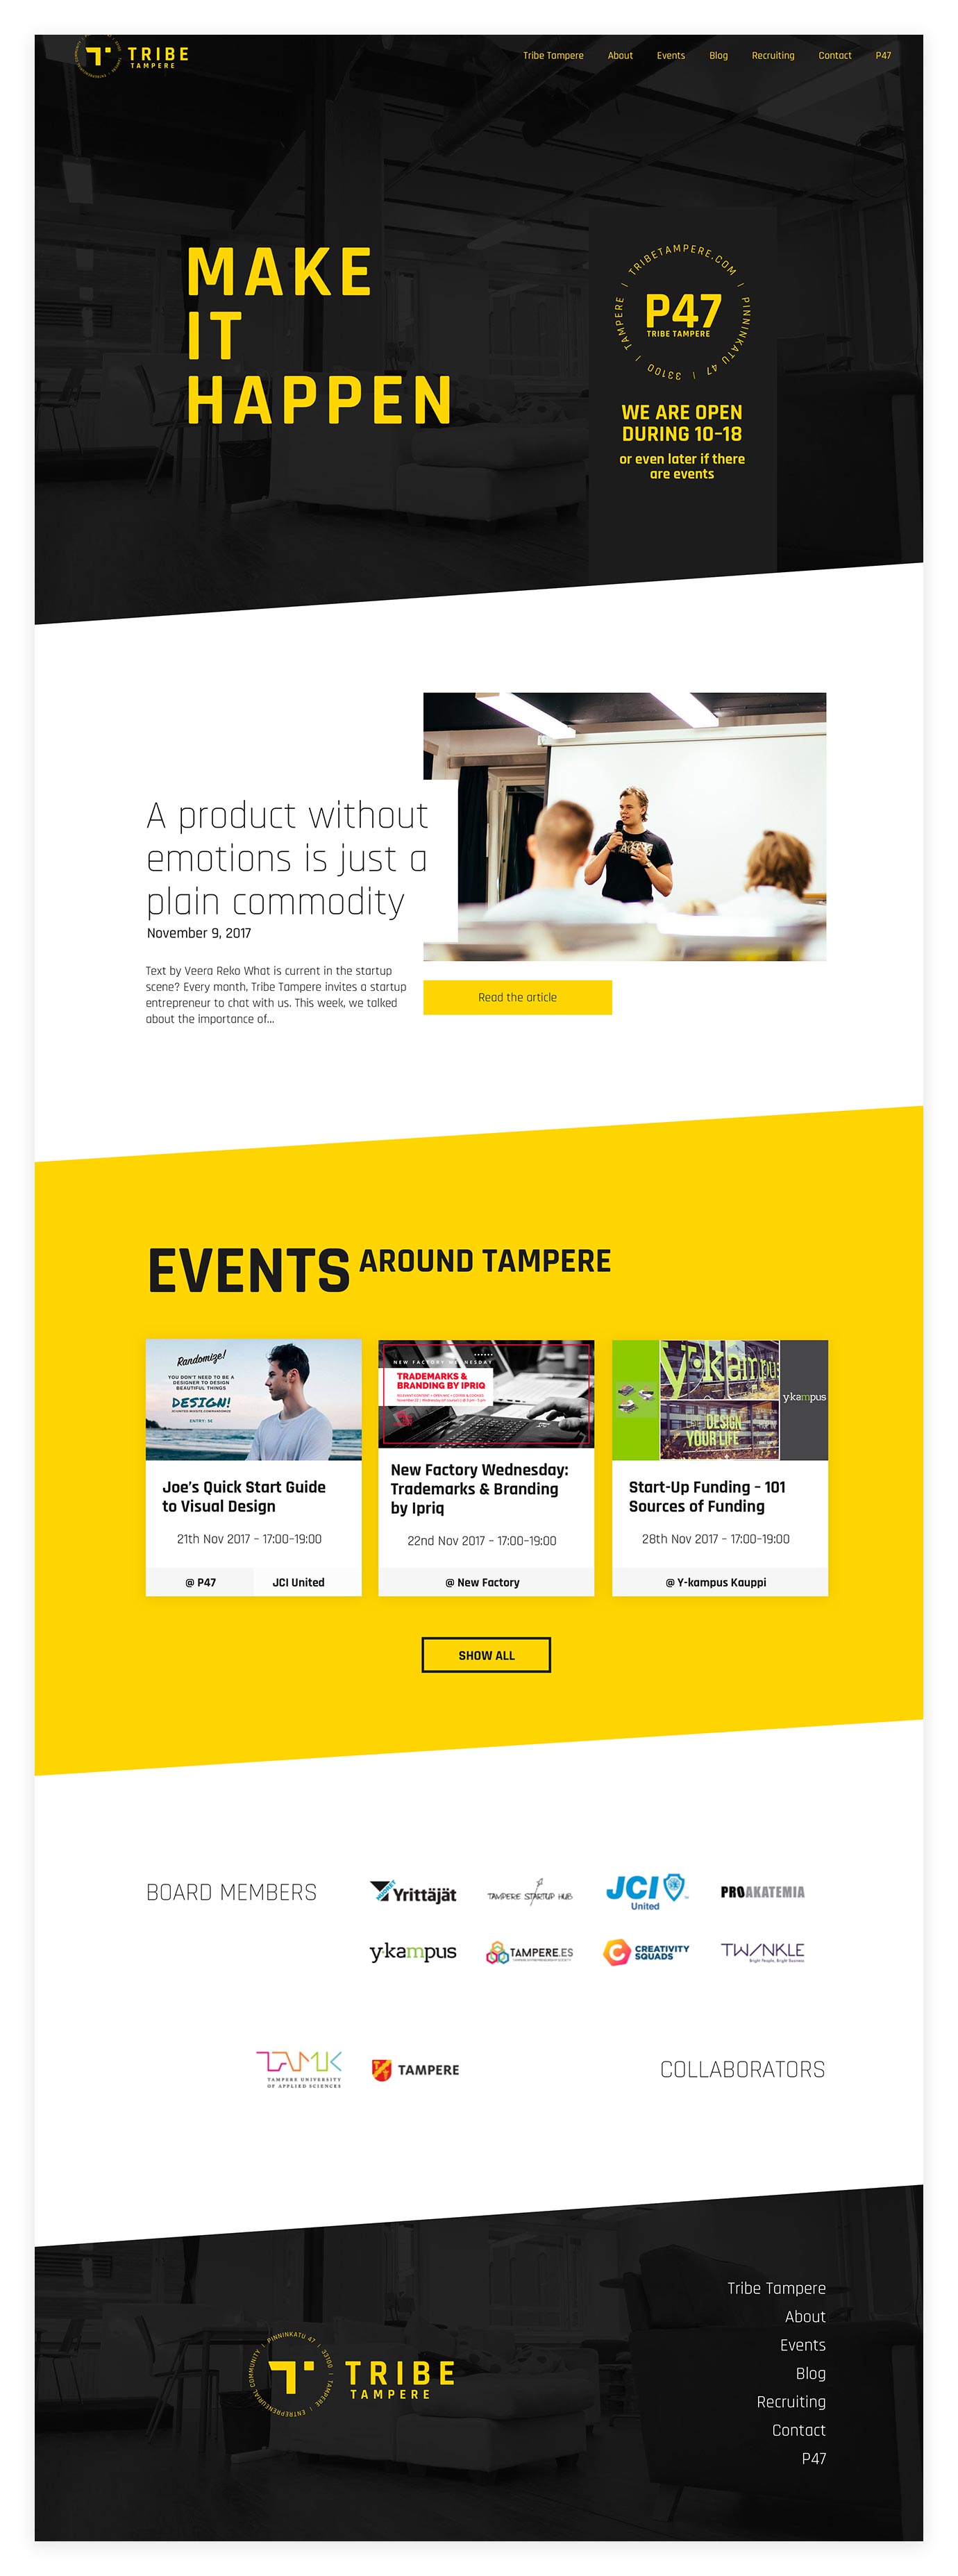 TRIBE
TAMPERE
Tribe Tampere About Events Blog Recruiting Contact P47
MAKE
IT
HAPPEN
TRIBETAMPERE.COM | PINNINKATU 47 | 33100 | TAMPERE |
P47
TRIBE TAMPERE
WE ARE OPEN
DURING 10-18
or even later if there
are events
A product without
emotions is just a
plain commodity
November 9, 2017
Text by Veera Reko What is current in the startup
scene? Every month, Tribe Tampere invites a startup
entrepreneur to chat with us. This week, we talked
about the importance of...
Read the article
EVENTS AROUND TAMPERE
Randomize!
YOU DON'T NEED TO BE A
DESIGNER TO DESIGN
BEAUTIFUL THINGS
DESIGN!
ENTRY: 5€
Joe's Quick Start Guide
to Visual Design
21th Nov 2017 – 17:00–19:00
@ P47 JCI United
NEW FACTORY WEDNESDAY
TRADEMARKS &
BRANDING BY IPRIQ
New Factory Wednesday:
Trademarks & Branding
by Ipriq
22nd Nov 2017 – 17:00–19:00
@ New Factory
y·kampus
DESIGN
YOUR LIFE
y·kampus
Start-Up Funding – 101
Sources of Funding
28th Nov 2017 – 17:00–19:00
@ Y-kampus Kauppi
SHOW ALL
BOARD MEMBERS
Yrittäjät
TAMPERE STARTUP HUB
JCI
United
PROAKATEMIA
y·kampus
TAMPERE.ES
TAMPERE ENTREPRENEURSHIP SOCIETY
CREATIVITY
SQUADS
TWINKLE
Bright People, Bright Business
TAMK
TAMPERE UNIVERSITY
OF APPLIED SCIENCES
TAMPERE
COLLABORATORS
PINNINKATU 47 | 33100 | TAMPERE | ENTREPRENEURIAL COMMUNITY |
TRIBE
TAMPERE
Tribe Tampere
About
Events
Blog
Recruiting
Contact
P47